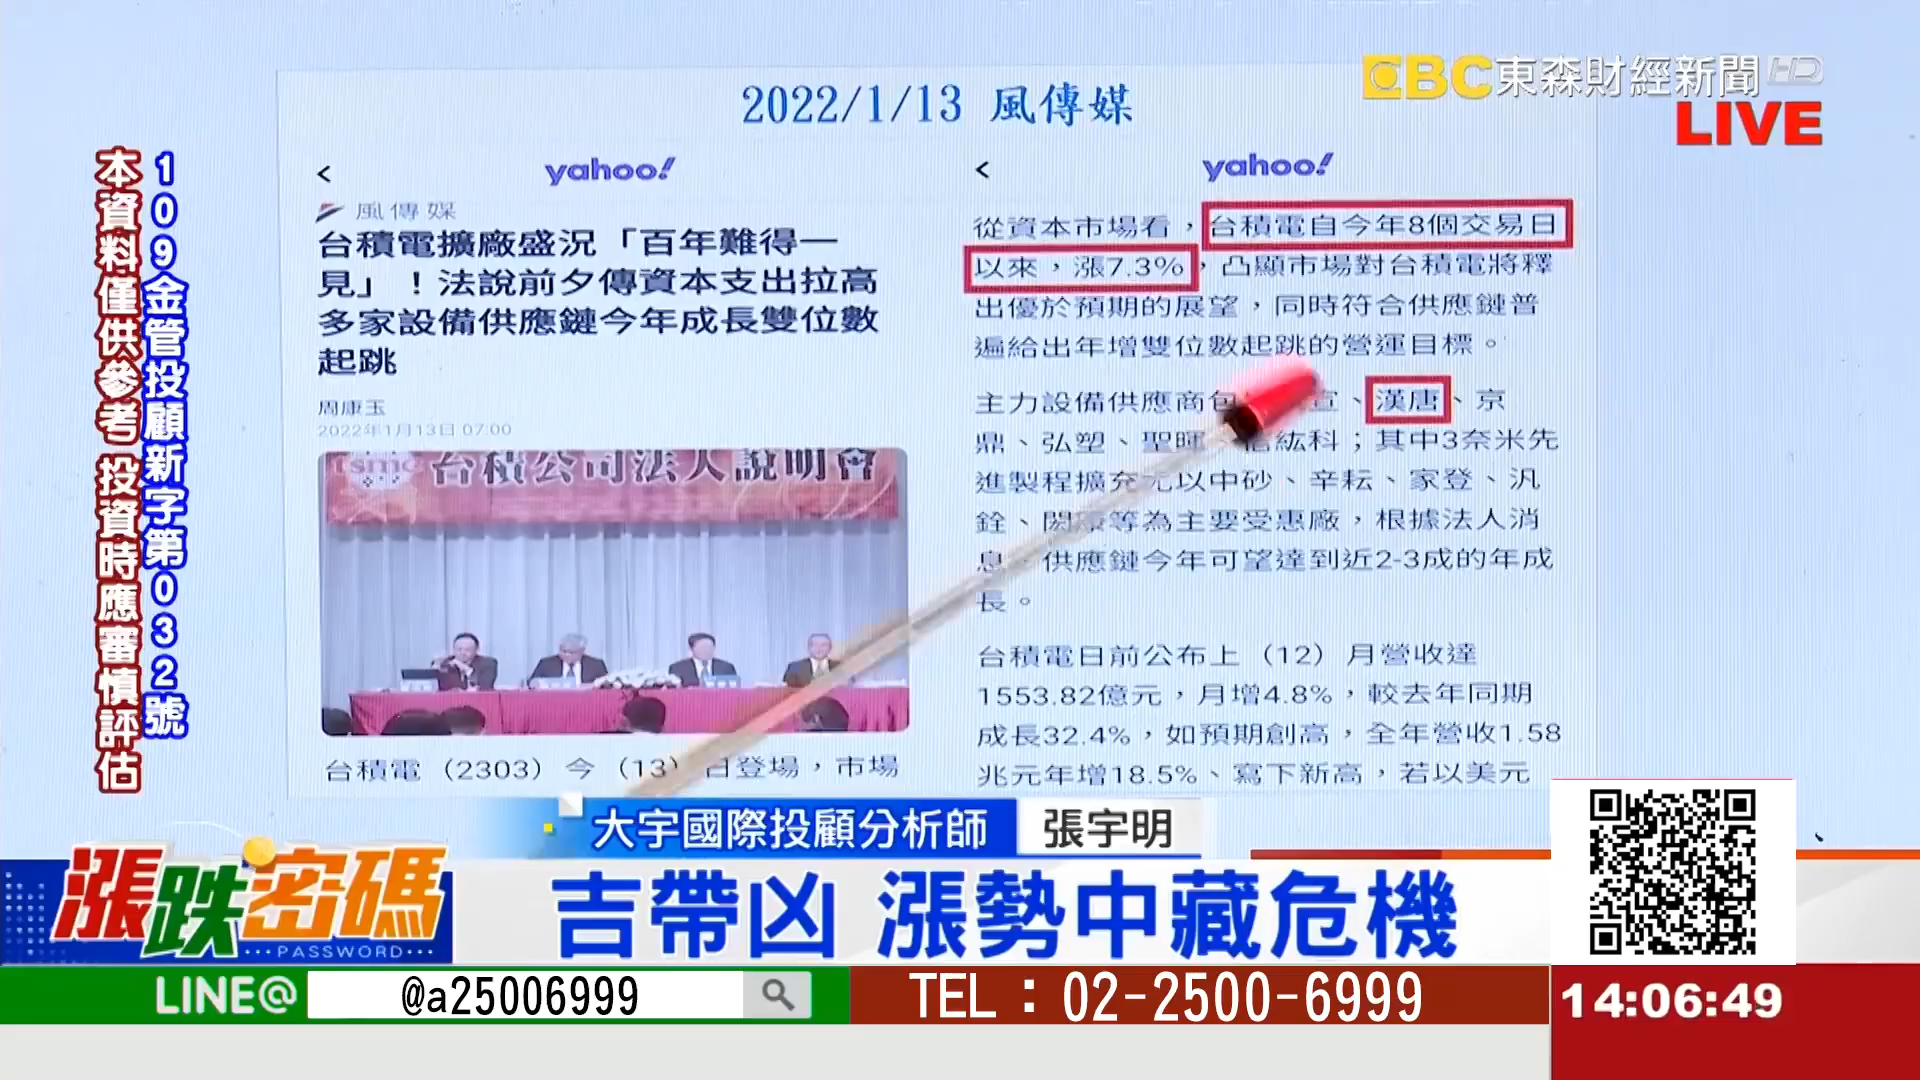 2022/1/13 風傳媒
EBC東森財經新聞HD
LIVE
109金管投顧新字第032號
本資料僅供參考 投資時應審慎評估
<
yahoo!
風傳媒
台積電擴廠盛況「百年難得一
見」！法說前夕傳資本支出拉高
多家設備供應鏈今年成長雙位數
起跳
周康玉
2022年1月13日 07:00
tsmc 台積公司法人說明會
台積電（2303）今（13）日登場，市場
<
yahoo!
從資本市場看，台積電自今年8個交易日
以來，漲7.3%，凸顯市場對台積電將釋
出優於預期的展望，同時符合供應鏈普
遍給出年增雙位數起跳的營運目標。
主力設備供應商包 宣、漢唐、京
鼎、弘塑、聖暉、信紘科；其中3奈米先
進製程擴充尤以中砂、辛耘、家登、汎
銓、閎康等為主要受惠廠，根據法人消
息，供應鏈今年可望達到近2-3成的年成
長。
台積電日前公布上（12）月營收達
1553.82億元，月增4.8%，較去年同期
成長32.4%，如預期創高，全年營收1.58
兆元年增18.5%、寫下新高，若以美元
大宇國際投顧分析師 張宇明
漲跌密碼
PASSWORD
吉帶凶 漲勢中藏危機
LINE@ @a25006999
TEL：02-2500-6999
14:06:49